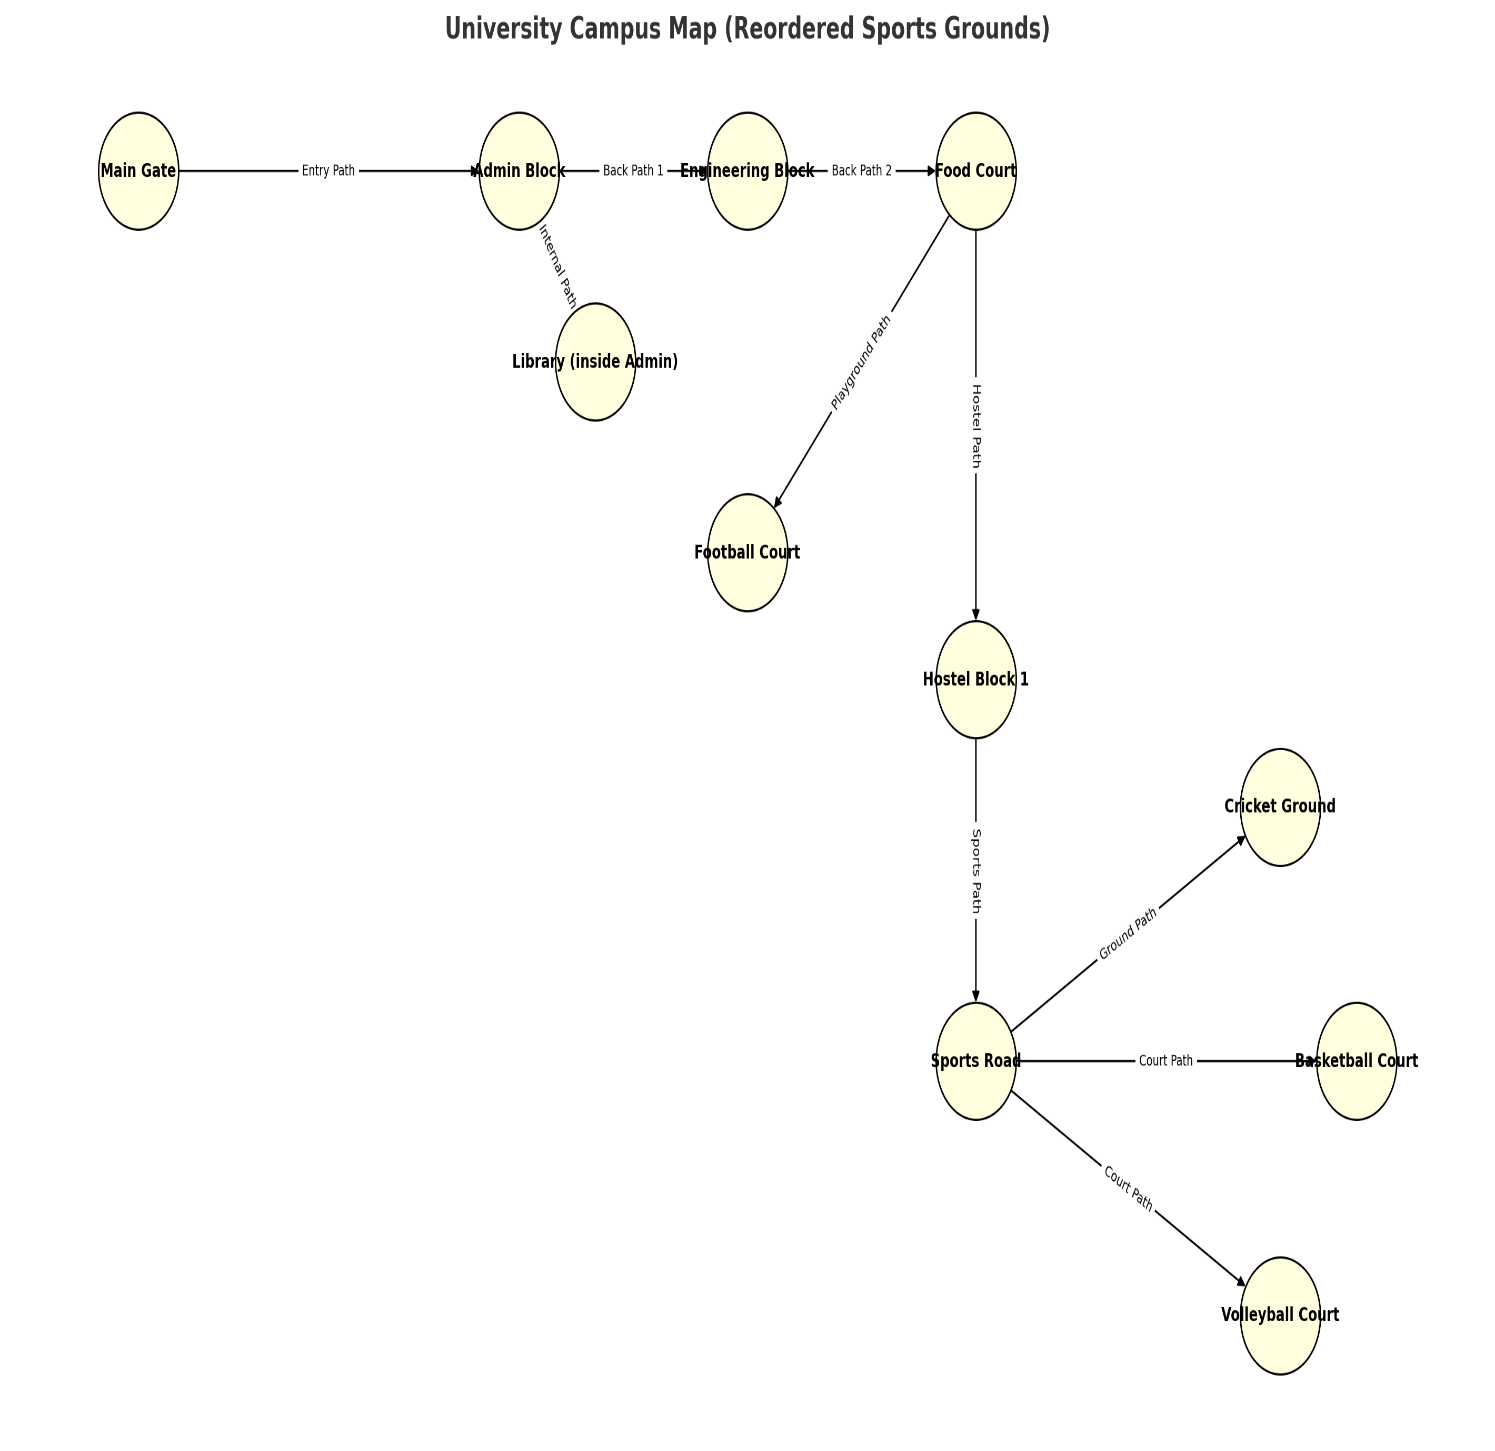 University Campus Map (Reordered Sports Grounds)
Main Gate
Entry Path
Admin Block
Back Path 1
Engineering Block
Back Path 2
Food Court
Internal Path
Library (inside Admin)
Playground Path
Hostel Path
Football Court
Hostel Block 1
Cricket Ground
Sports Path
Ground Path
Sports Road
Court Path
Basketball Court
Court Path
Volleyball Court